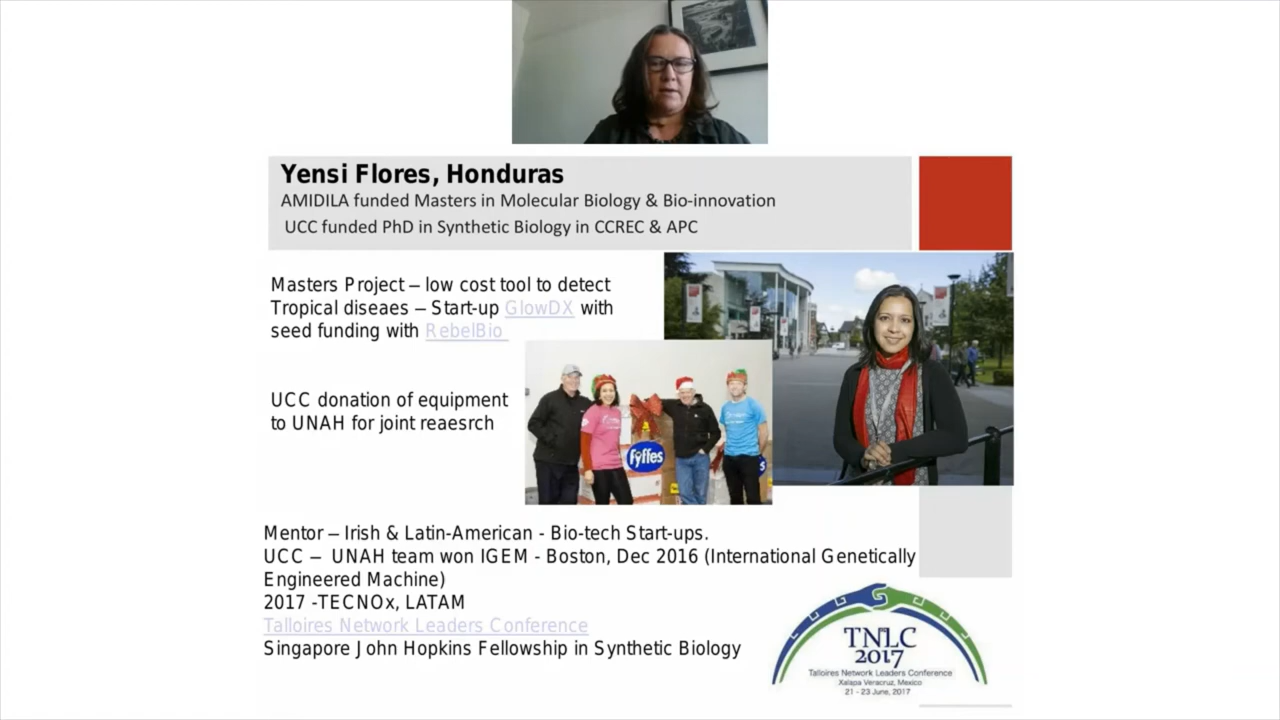 Yensi Flores, Honduras
AMIDILA funded Masters in Molecular Biology & Bio-innovation
UCC funded PhD in Synthetic Biology in CCREC & APC
Masters Project – low cost tool to detect
Tropical diseaes – Start-up GlowDX with
seed funding with RebelBio
UCC donation of equipment
to UNAH for joint reaesrch
fyffes
Mentor – Irish & Latin-American - Bio-tech Start-ups.
UCC – UNAH team won IGEM - Boston, Dec 2016 (International Genetically
Engineered Machine)
2017 -TECNOx, LATAM
Talloires Network Leaders Conference
Singapore John Hopkins Fellowship in Synthetic Biology
TNLC
2017
Talloires Network Leaders Conference
Xalapa Veracruz, Mexico
21 - 23 June, 2017